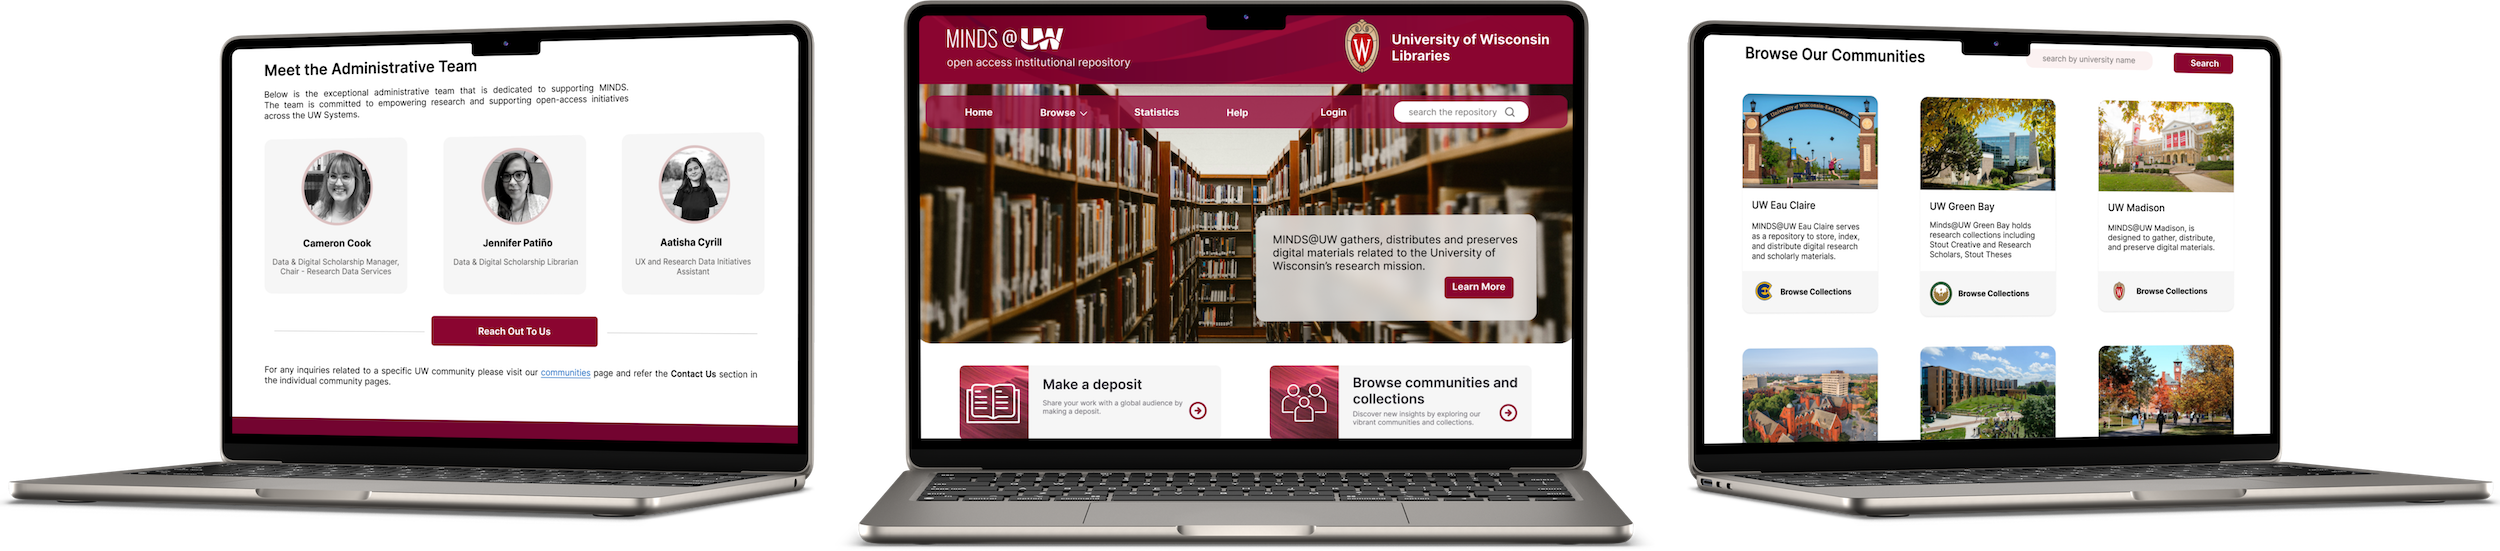 Meet the Administrative Team
Below is the exceptional administrative team that is dedicated to supporting MINDS.
The team is committed to empowering research and supporting open-access initiatives
across the UW Systems.
Cameron Cook
Data & Digital Scholarship Manager,
Chair - Research Data Services
Jennifer Patiño
Data & Digital Scholarship Librarian
Aatisha Cyrill
UX and Research Data Initiatives
Assistant
Reach Out To Us
For any inquiries related to a specific UW community please visit our communities page and refer the Contact Us section in
the individual community pages.
MINDS @ UW
open access institutional repository
W
University of Wisconsin
Libraries
Home
Browse
Statistics
Help
Login
search the repository
MINDS@UW gathers, distributes and preserves
digital materials related to the University of
Wisconsin's research mission.
Learn More
Make a deposit
Share your work with a global audience by
making a deposit.
Browse communities and
collections
Discover new insights by exploring our
vibrant communities and collections.
Browse Our Communities
search by university name
Search
University of Wisconsin-Eau Claire
UW Eau Claire
MINDS@UW Eau Claire serves
as a repository to store, index,
and distribute digital research
and scholarly materials.
Browse Collections
UW Green Bay
Minds@UW Green Bay holds
research collections including
Stout Creative and Research
Scholars, Stout Theses
Browse Collections
UW Madison
MINDS@UW Madison, is
designed to gather, distribute,
and preserve digital materials.
W
Browse Collections